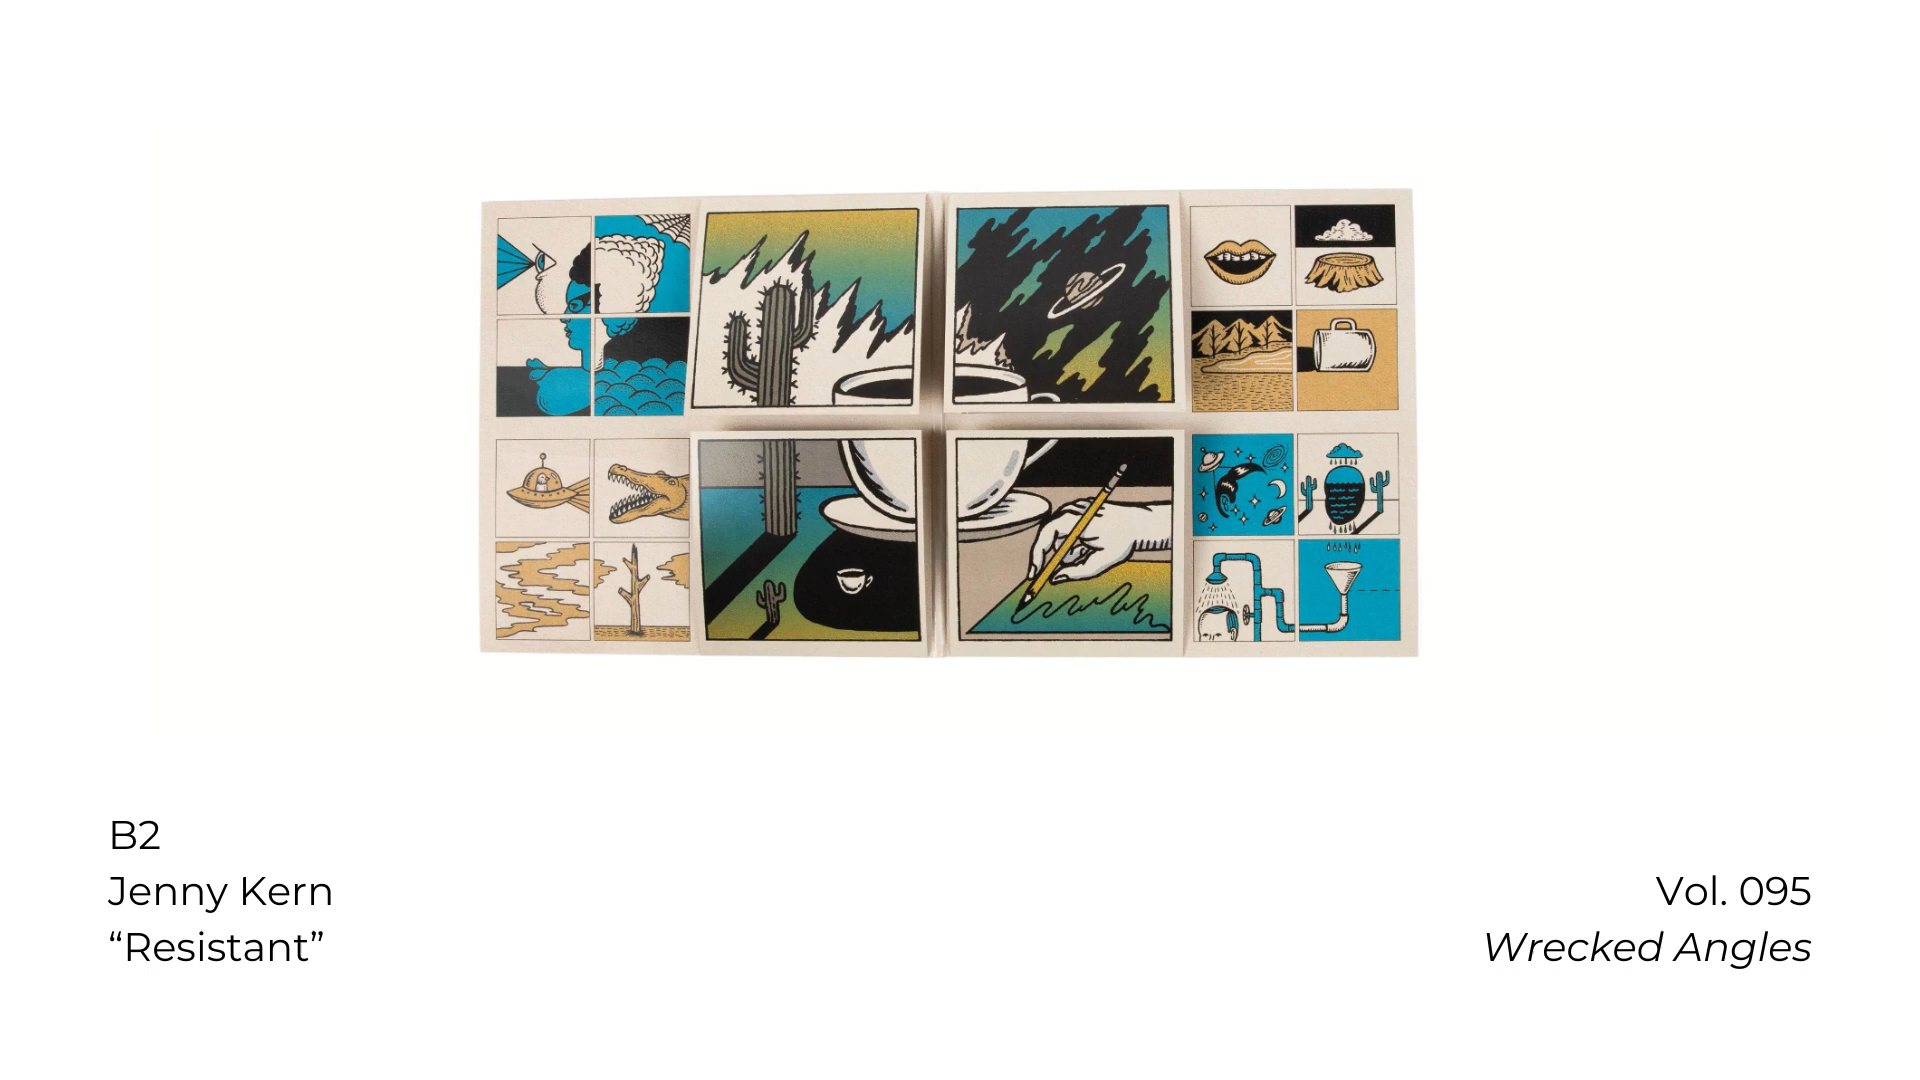 B2
Jenny Kern
“Resistant”
Vol. 095
Wrecked Angles